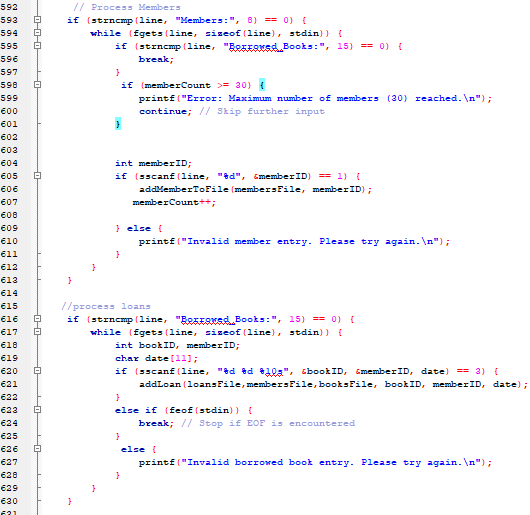 592 // Process Members
593 if (strncmp(line, "Members:", 8) == 0) {
594 while (fgets(line, sizeof(line), stdin)) {
595 if (strncmp(line, "Borrowed_Books:", 15) == 0) {
596 break;
597 }
598 if (memberCount >= 30) {
599 printf("Error: Maximum number of members (30) reached.\n");
600 continue; // Skip further input
601 }
602
603
604 int memberID;
605 if (sscanf(line, "%d", &memberID) == 1) {
606 addMemberToFile(membersFile, memberID);
607 memberCount++;
608
609 } else {
610 printf("Invalid member entry. Please try again.\n");
611 }
612 }
613 }
614
615 //process loans
616 if (strncmp(line, "Borrowed_Books:", 15) == 0) {
617 while (fgets(line, sizeof(line), stdin)) {
618 int bookID, memberID;
619 char date[11];
620 if (sscanf(line, "%d %d %10s", &bookID, &memberID, date) == 3) {
621 addLoan(loansFile,membersFile,booksFile, bookID, memberID, date);
622 }
623 else if (feof(stdin)) {
624 break; // Stop if EOF is encountered
625 }
626 else {
627 printf("Invalid borrowed book entry. Please try again.\n");
628 }
629 }
630 }
631